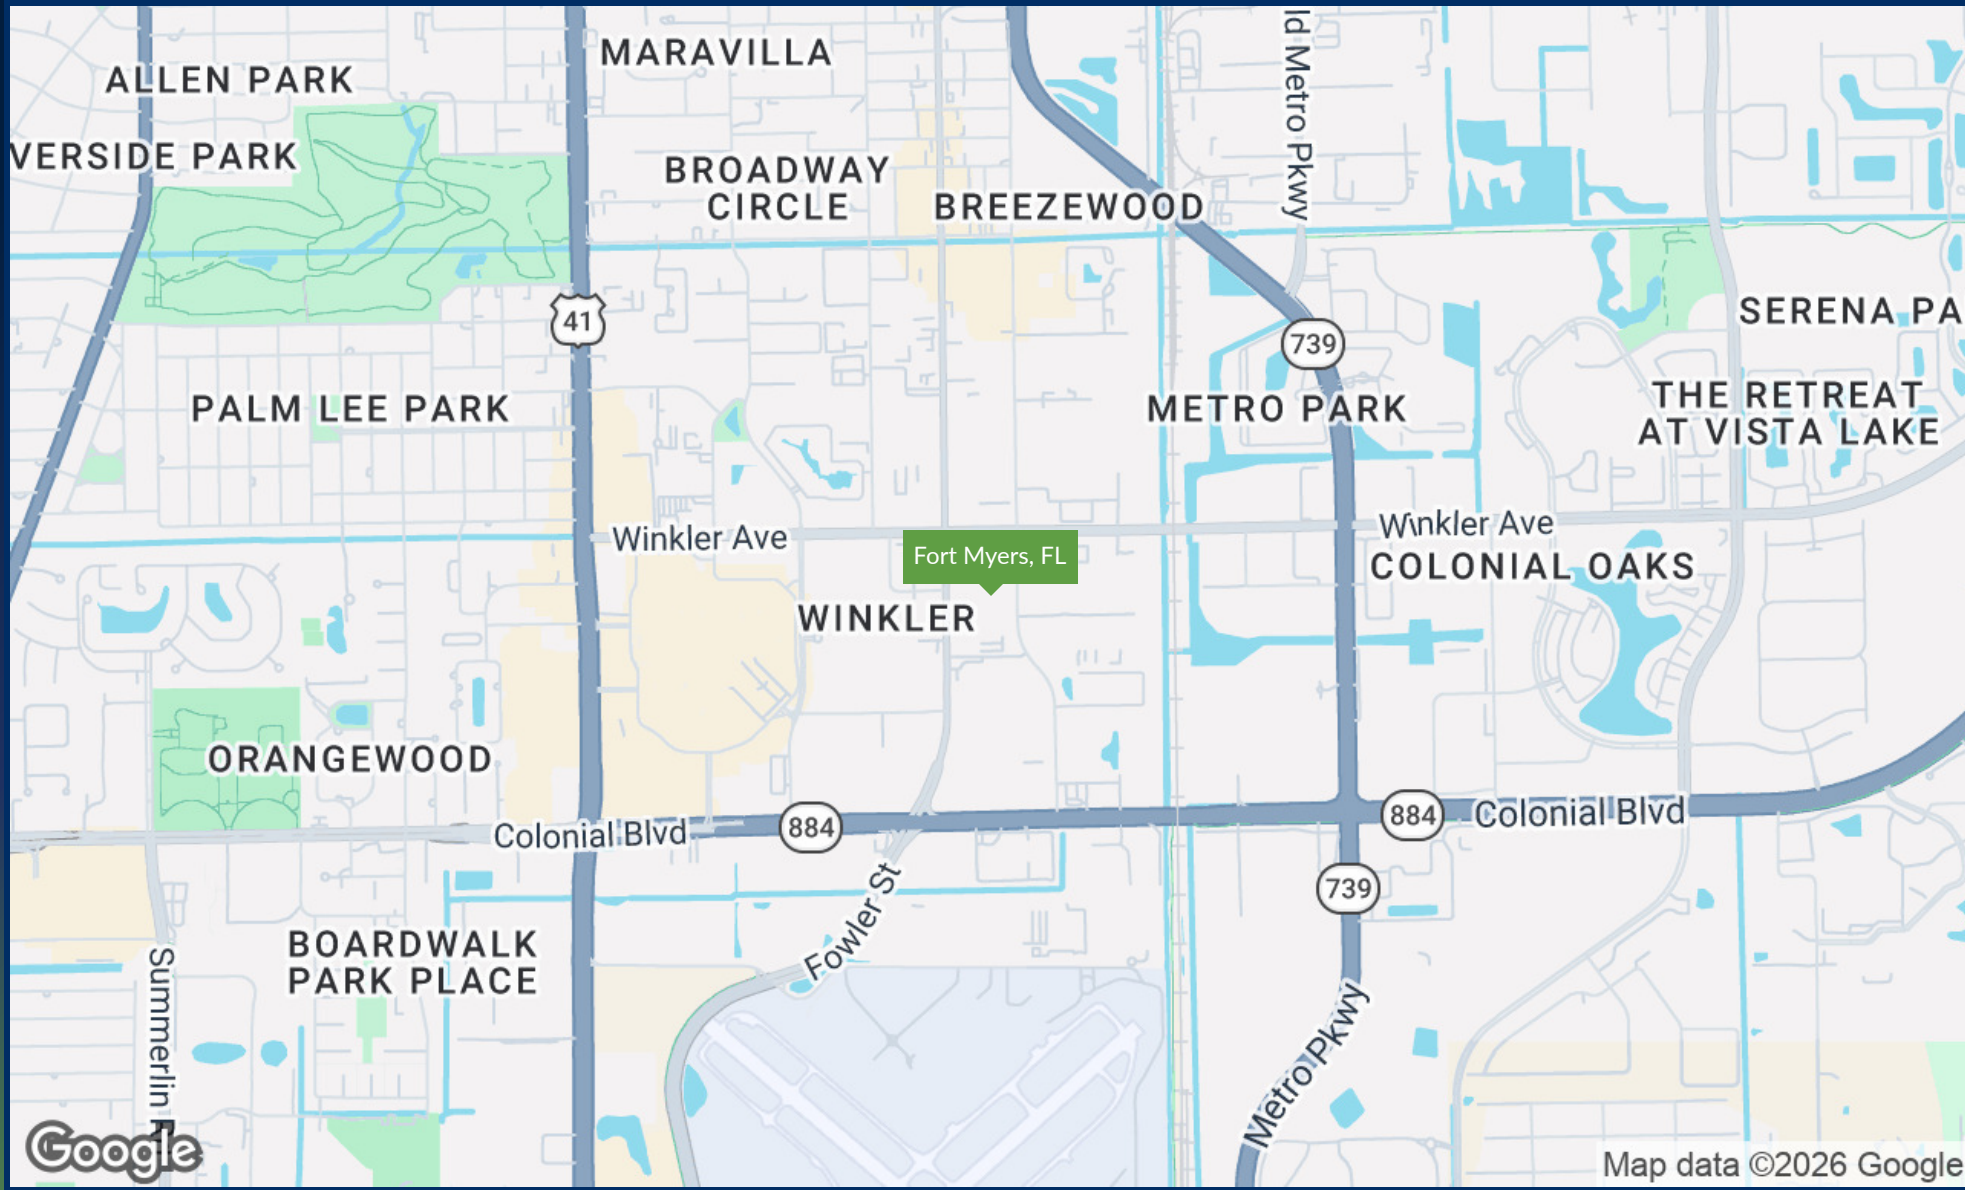 MARAVILLA
ALLEN PARK
ld Metro Pkwy
VERSIDE PARK
BROADWAY
CIRCLE
BREEZEWOOD
41
739
SERENA PA
PALM LEE PARK
METRO PARK
THE RETREAT
AT VISTA LAKE
Winkler Ave
Winkler Ave
Fort Myers, FL
COLONIAL OAKS
WINKLER
ORANGEWOOD
Colonial Blvd
884
884
Colonial Blvd
739
Fowler St
BOARDWALK
PARK PLACE
Summerlin R
Metro Pkwy
Google
Map data ©2026 Google